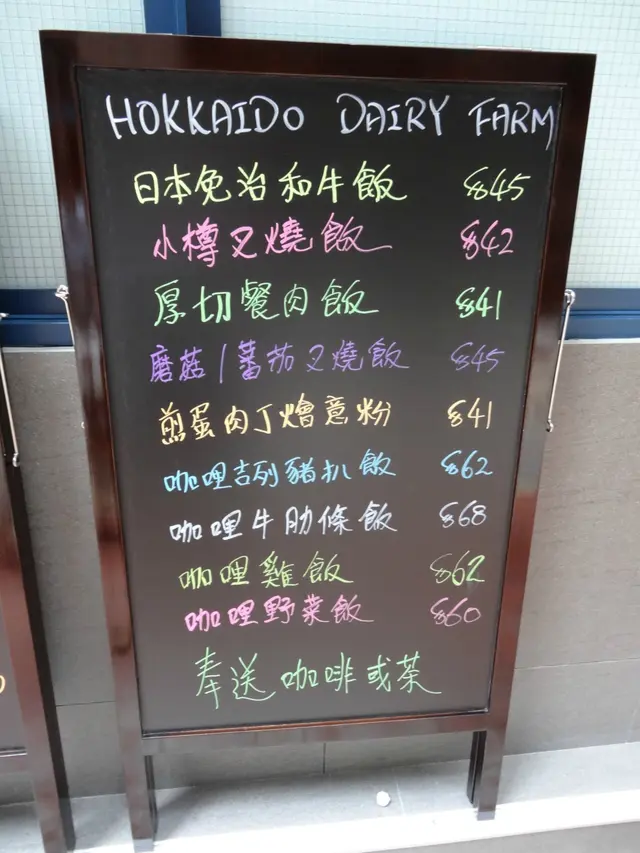 HOKKAIDO DAIRY FARM
日本免治和牛飯 $45
小樽叉燒飯 $42
厚切餐肉飯 $41
磨菇/蕃茄叉燒飯 $45
煎蛋肉丁燴意粉 $41
咖哩吉列豬扒飯 $62
咖哩牛肋條飯 $68
咖哩雞飯 $62
咖哩野菜飯 $60
奉送咖啡或茶